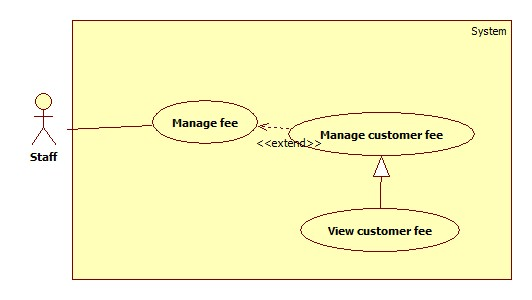 System
Manage fee
Manage customer fee
<<extend>>
Staff
View customer fee